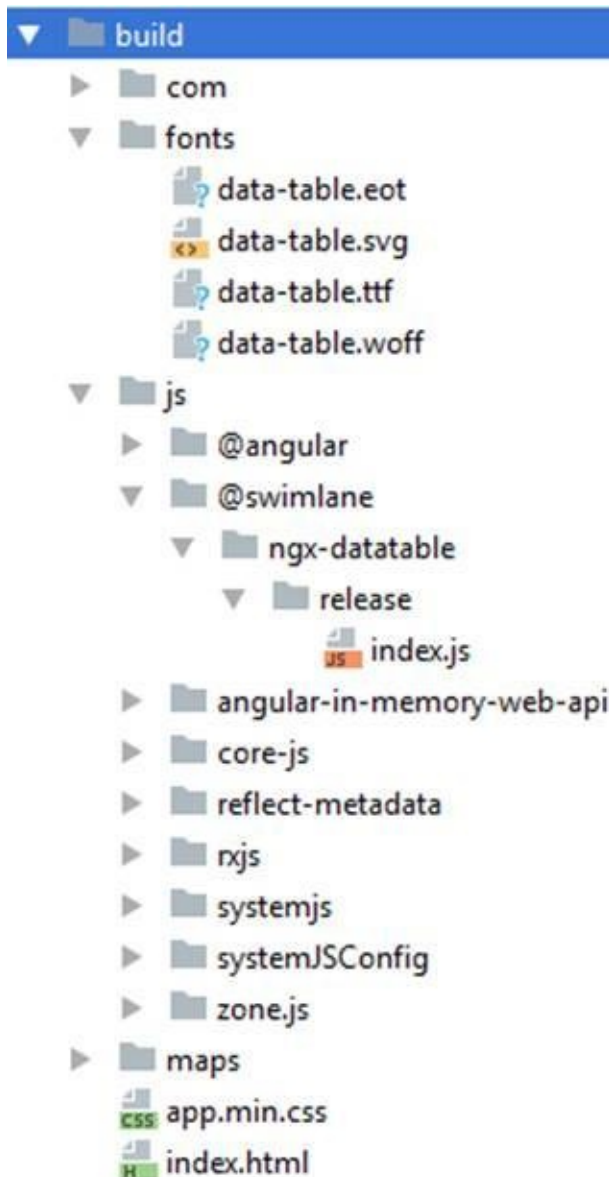 build
com
fonts
data-table.eot
data-table.svg
data-table.ttf
data-table.woff
js
@angular
@swimlane
ngx-datatable
release
JS index.js
angular-in-memory-web-api
core-js
reflect-metadata
rxjs
systemjs
systemJSConfig
zone.js
maps
CSS app.min.css
H index.html